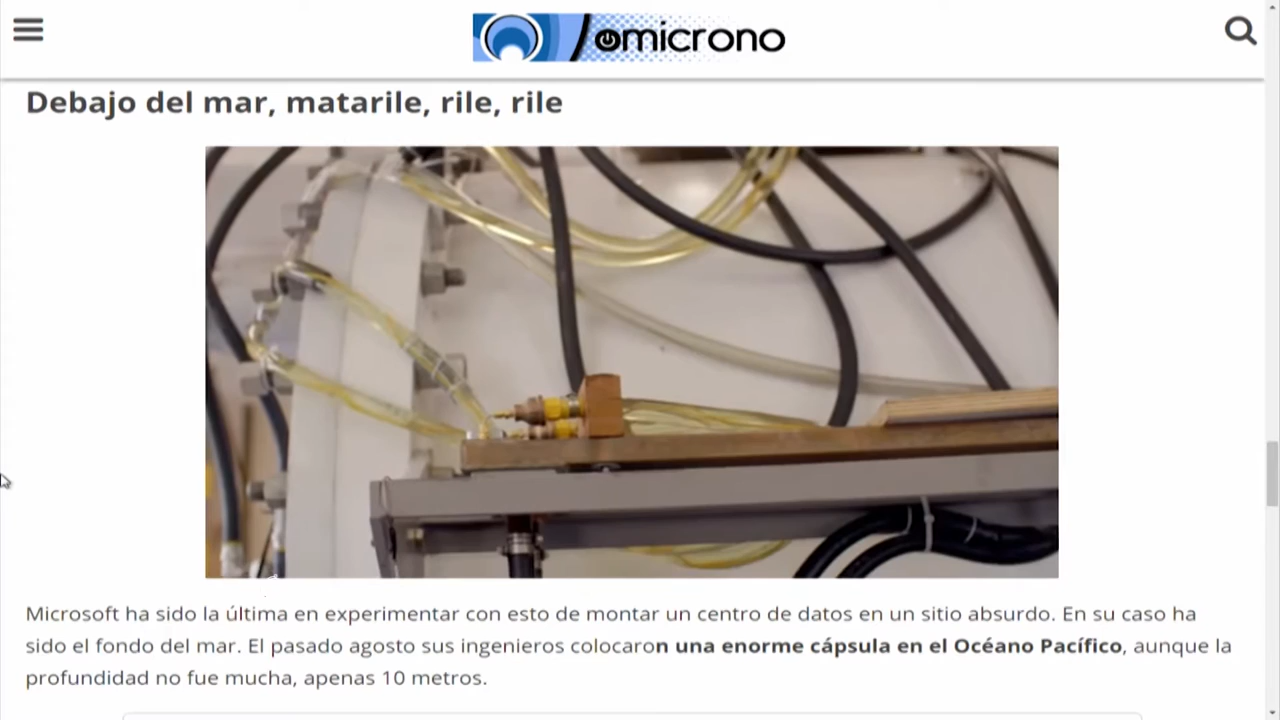 omicrono
Debajo del mar, matarile, rile, rile
Microsoft ha sido la última en experimentar con esto de montar un centro de datos en un sitio absurdo. En su caso ha
sido el fondo del mar. El pasado agosto sus ingenieros colocaron una enorme cápsula en el Océano Pacífico, aunque la
profundidad no fue mucha, apenas 10 metros.